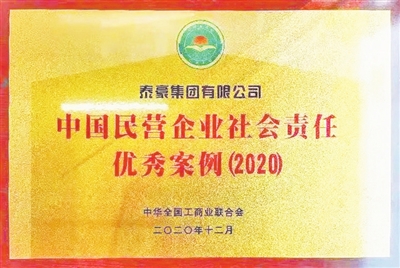 泰豪集团有限公司
中国民营企业社会责任
优秀案例(2020)
中华全国工商业联合会
二〇二〇年十二月